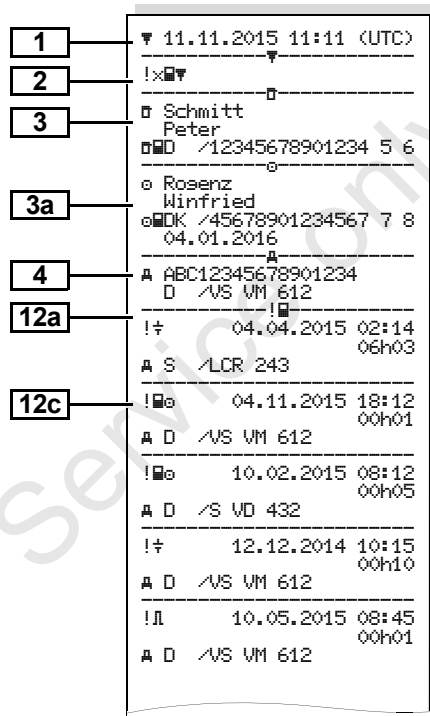 1
▼ 11.11.2015 11:11 (UTC)
2
!x▼
3
Schmitt
Peter
D /12345678901234 5 6
3a
Rogenz
Winfried
DK /45678901234567 7 8
04.01.2016
4
A ABC12345678901234
D /VS VM 612
12a
!
! 04.04.2015 02:14
06h03
A S /LCR 243
12c
! 04.11.2015 18:12
00h01
A D /VS VM 612
! 10.02.2015 08:12
00h05
A D /S VD 432
! 12.12.2014 10:15
00h10
A D /VS VM 612
! 10.05.2015 08:45
00h01
A D /VS VM 612
Service only